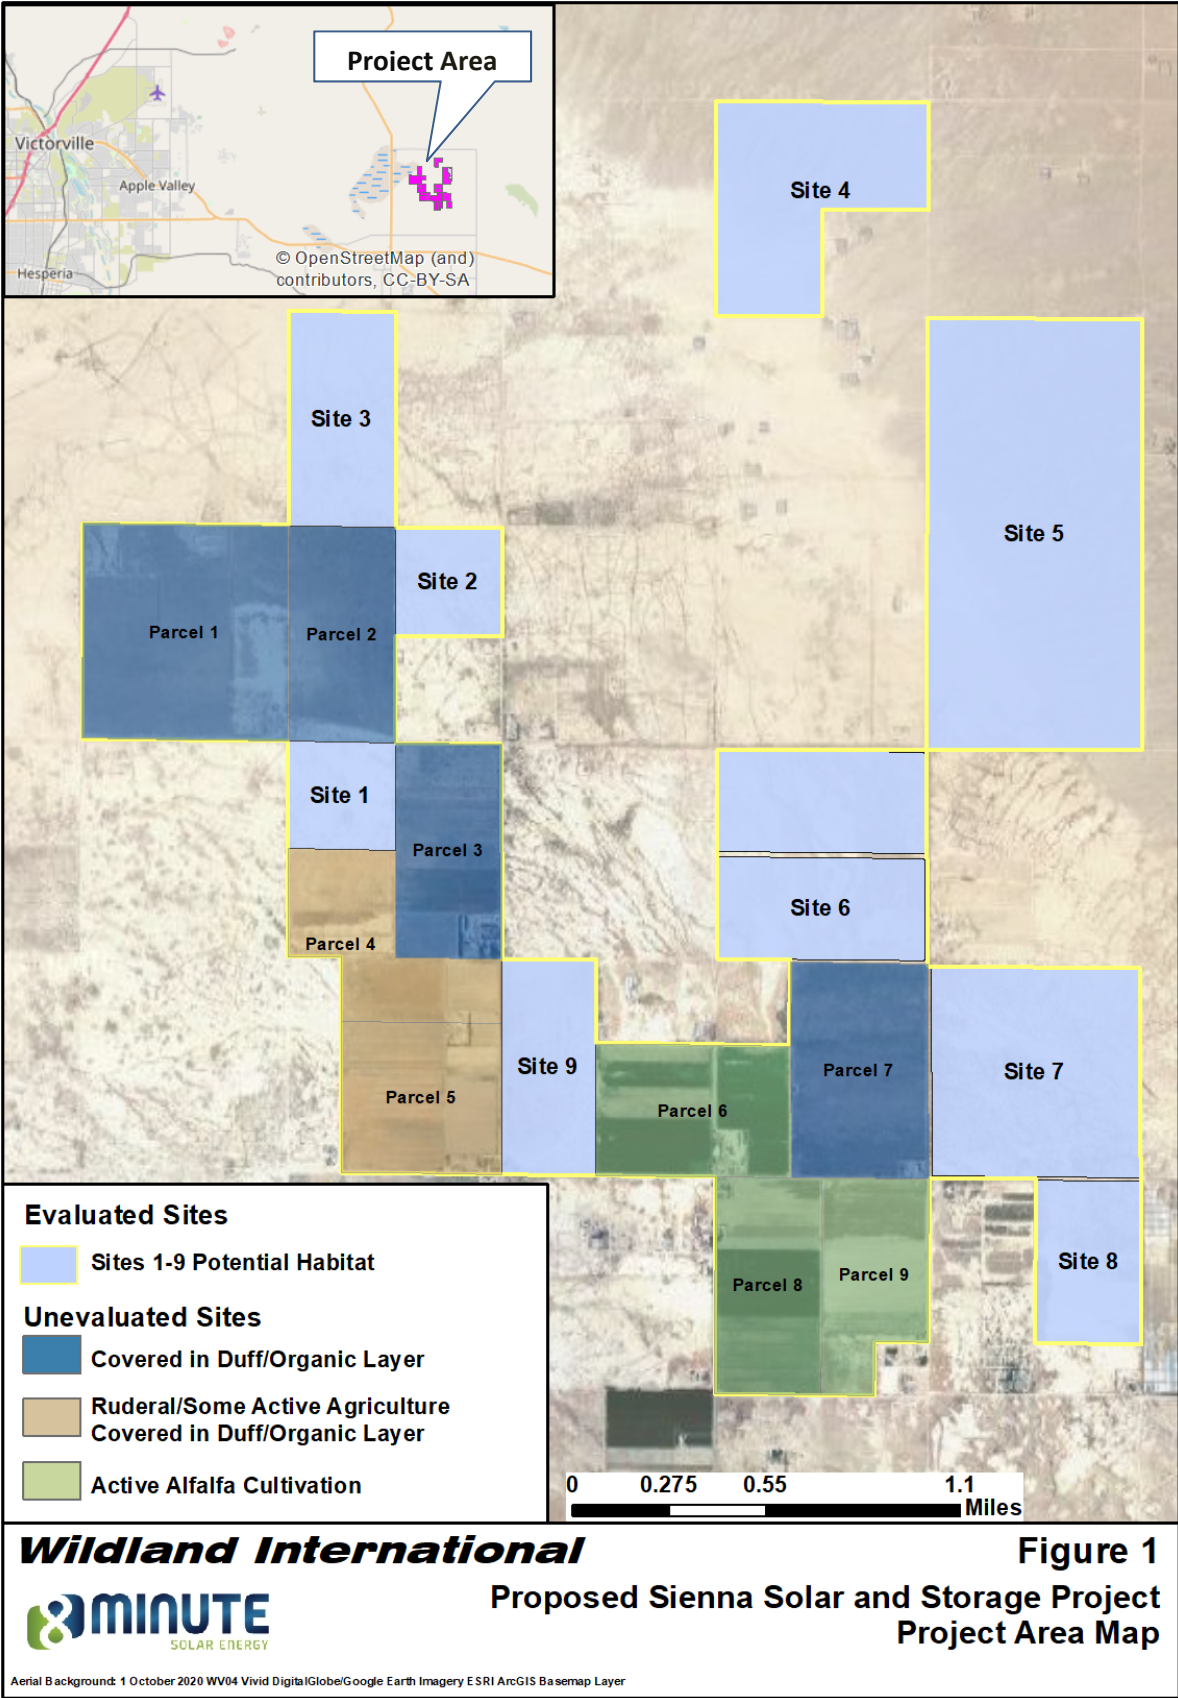 Project Area
Victorville
Apple Valley
Hesperia
© OpenStreetMap (and)
contributors, CC-BY-SA
Site 4
Site 3
Site 5
Site 2
Parcel 1
Parcel 2
Site 1
Parcel 3
Site 6
Parcel 4
Site 9
Parcel 7
Site 7
Parcel 5
Parcel 6
Site 8
Parcel 8
Parcel 9
Evaluated Sites
Sites 1-9 Potential Habitat
Unevaluated Sites
Covered in Duff/Organic Layer
Ruderal/Some Active Agriculture
Covered in Duff/Organic Layer
Active Alfalfa Cultivation
0 0.275 0.55 1.1
Miles
Wildland International
Figure 1
8MINUTE
SOLAR ENERGY
Proposed Sienna Solar and Storage Project
Project Area Map
Aerial Background: 1 October 2020 WV04 Vivid DigitalGlobe/Google Earth Imagery ESRI ArcGIS Basemap Layer